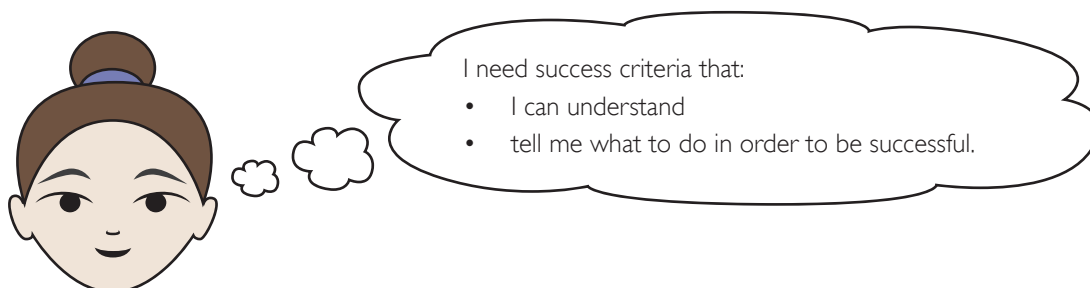 I need success criteria that:
• I can understand
• tell me what to do in order to be successful.